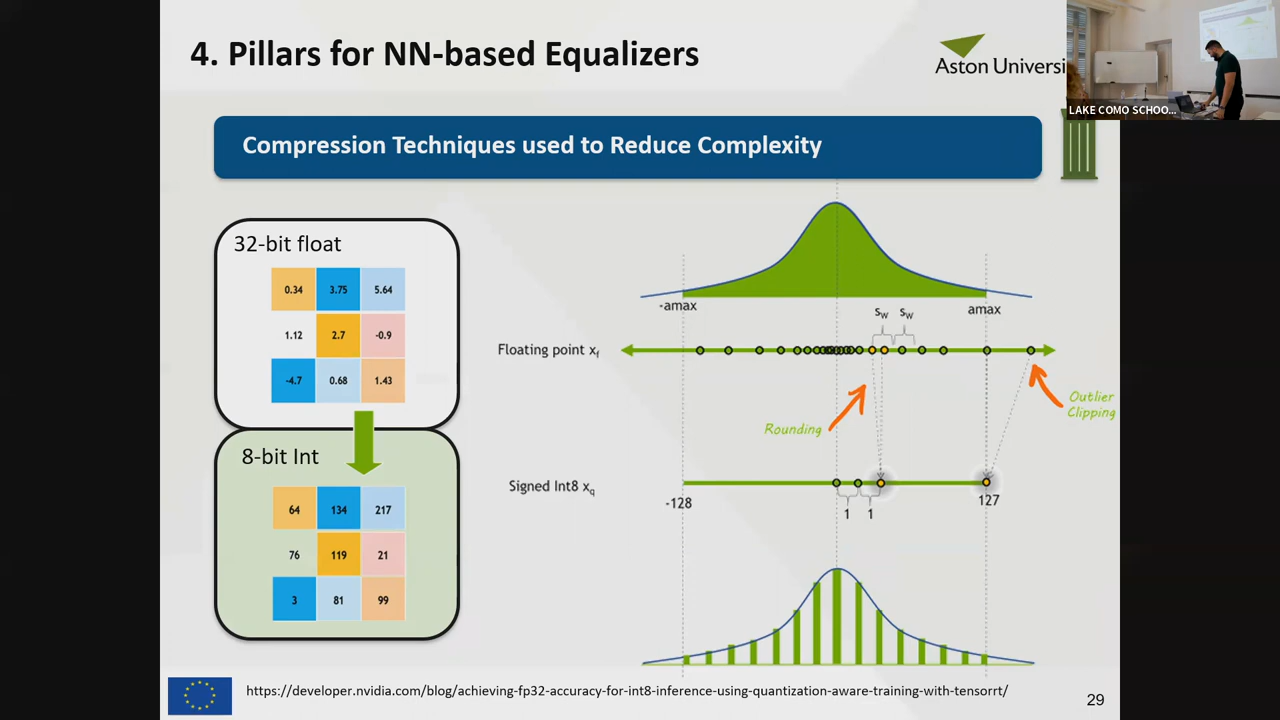 4. Pillars for NN-based Equalizers
Aston Universi
LAKE COMO SCHOO...
Compression Techniques used to Reduce Complexity
32-bit float
0.34 3.75 5.64
1.12 2.7 -0.9
-4.7 0.68 1.43
8-bit Int
64 134 217
76 119 21
3 81 99
-amax
amax
sw sw
Floating point xf
Rounding
Outlier
Clipping
Signed Int8 xq
-128
127
1 1
https://developer.nvidia.com/blog/achieving-fp32-accuracy-for-int8-inference-using-quantization-aware-training-with-tensorrt/
29